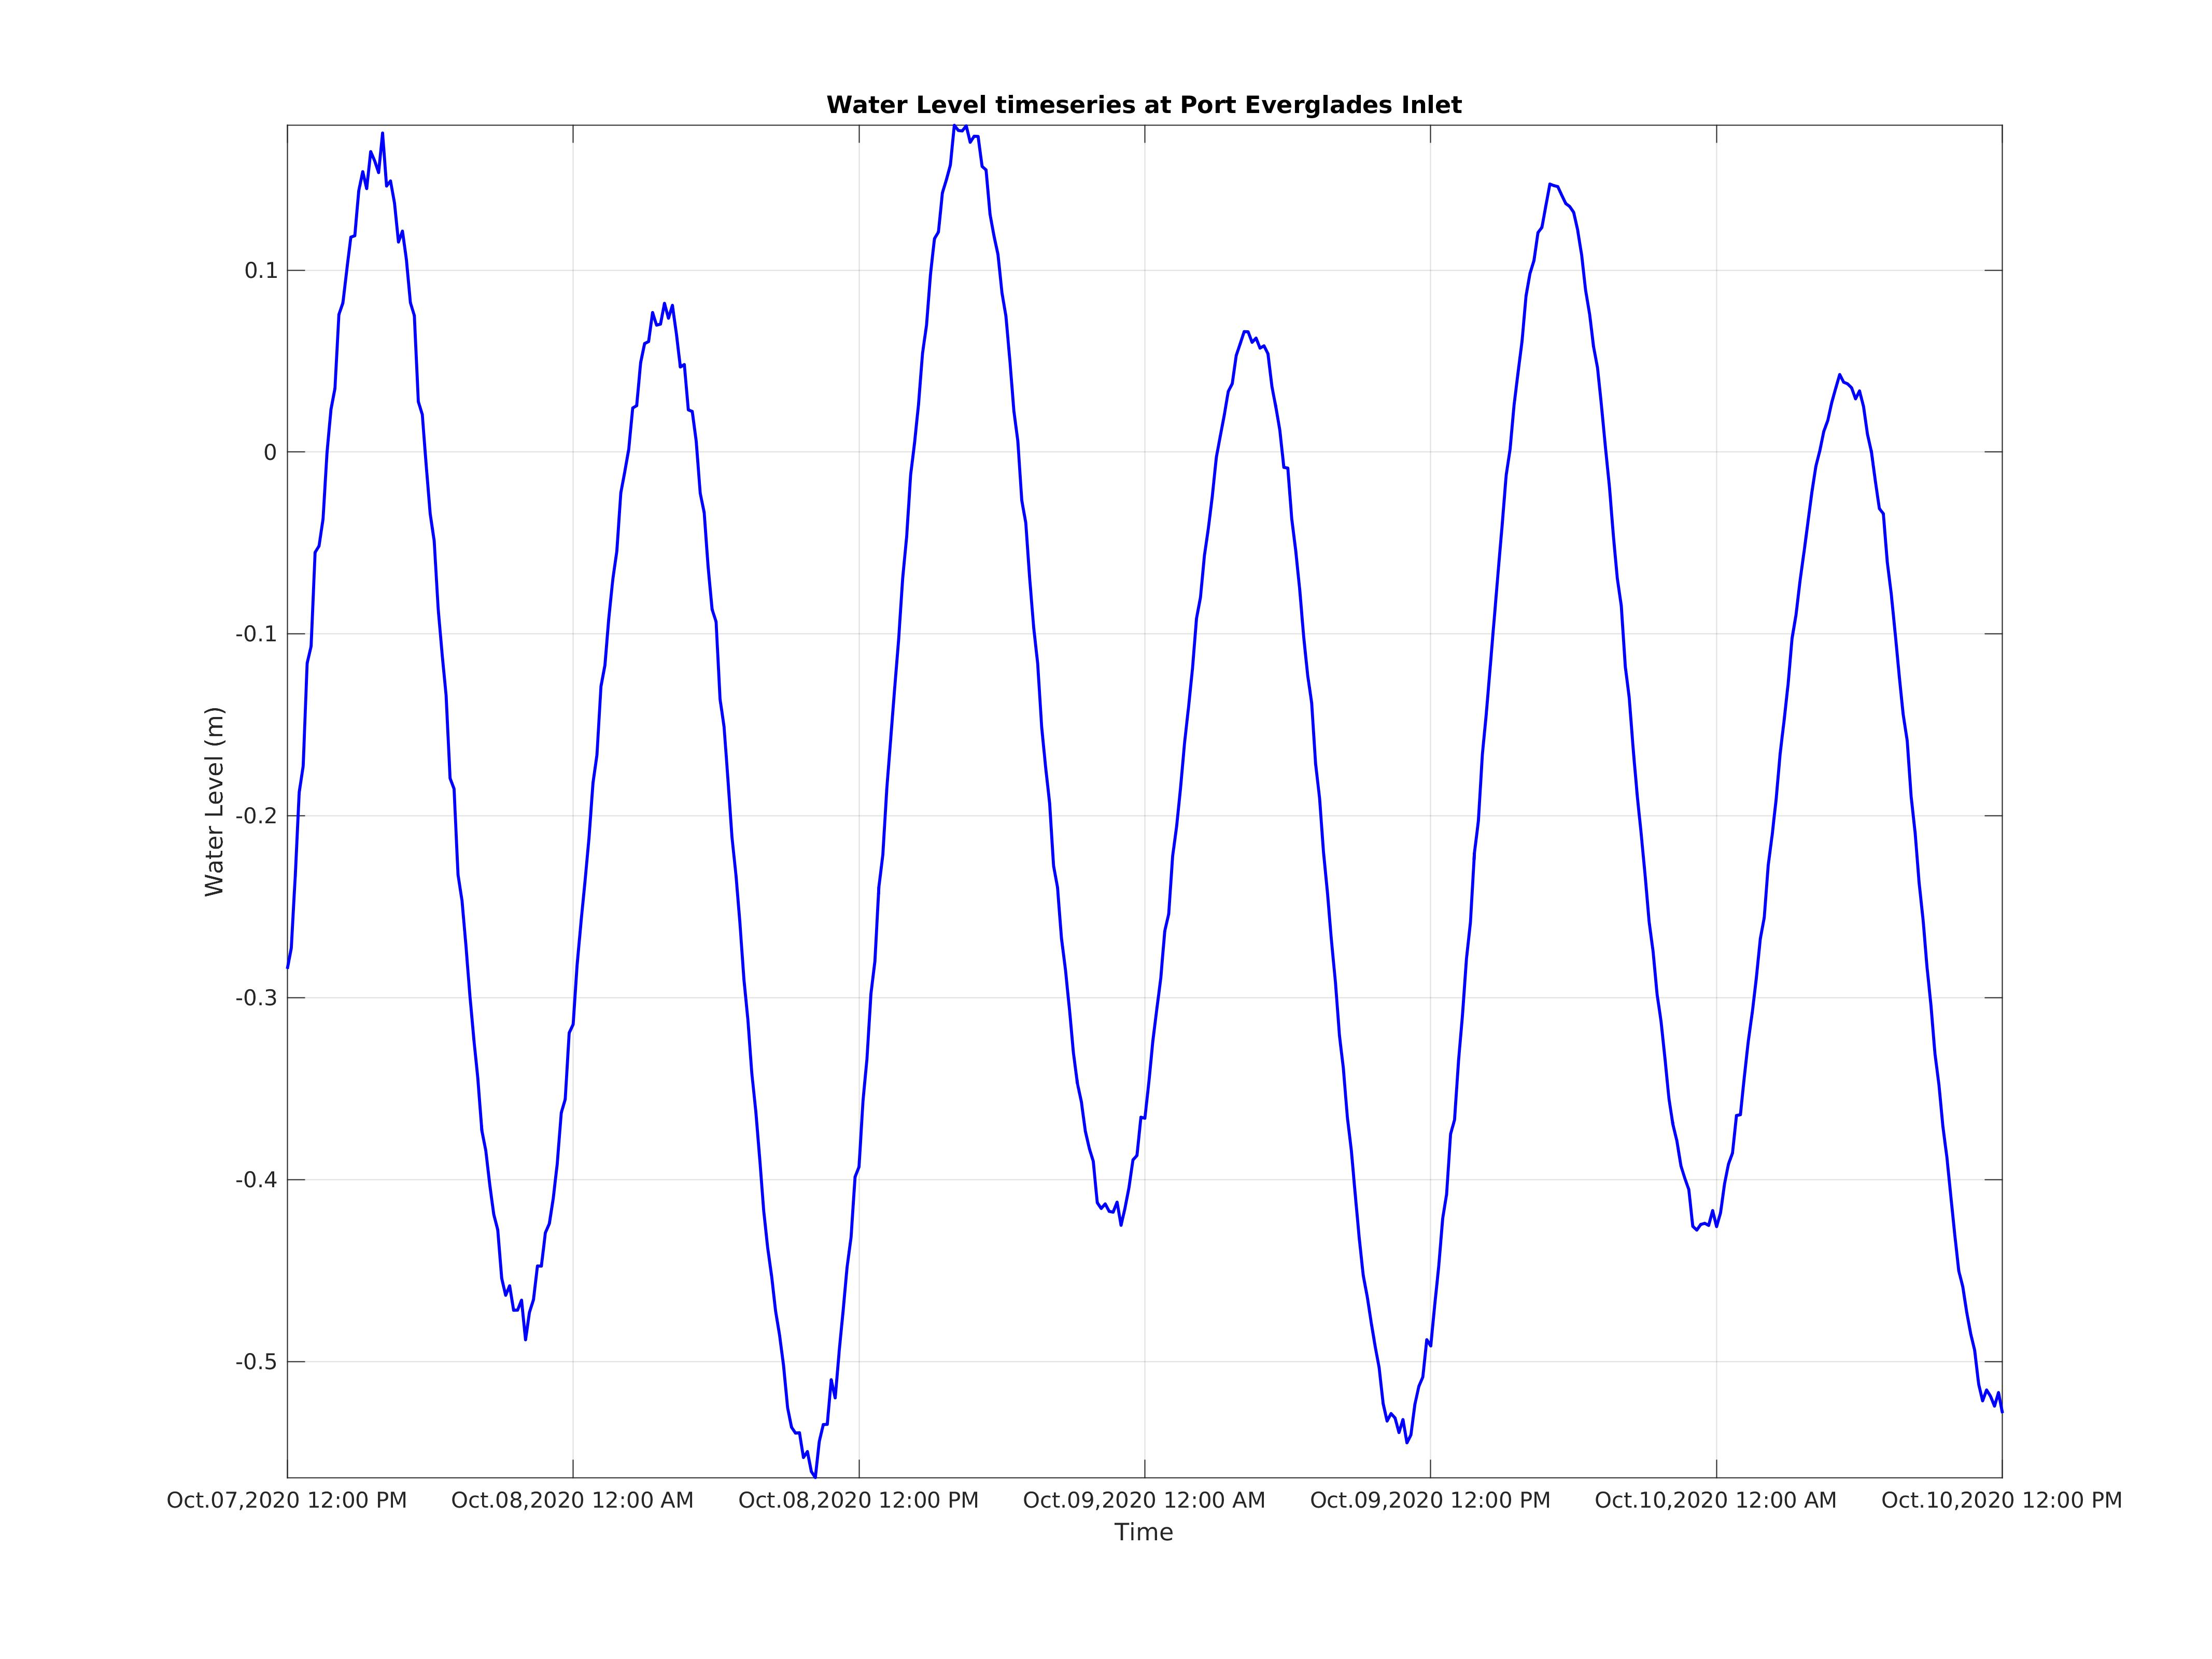 Water Level timeseries at Port Everglades Inlet
0.1
0
-0.1
-0.2
-0.3
-0.4
-0.5
Water Level (m)
Oct.07,2020 12:00 PM Oct.08,2020 12:00 AM Oct.08,2020 12:00 PM Oct.09,2020 12:00 AM Oct.09,2020 12:00 PM Oct.10,2020 12:00 AM Oct.10,2020 12:00 PM
Time